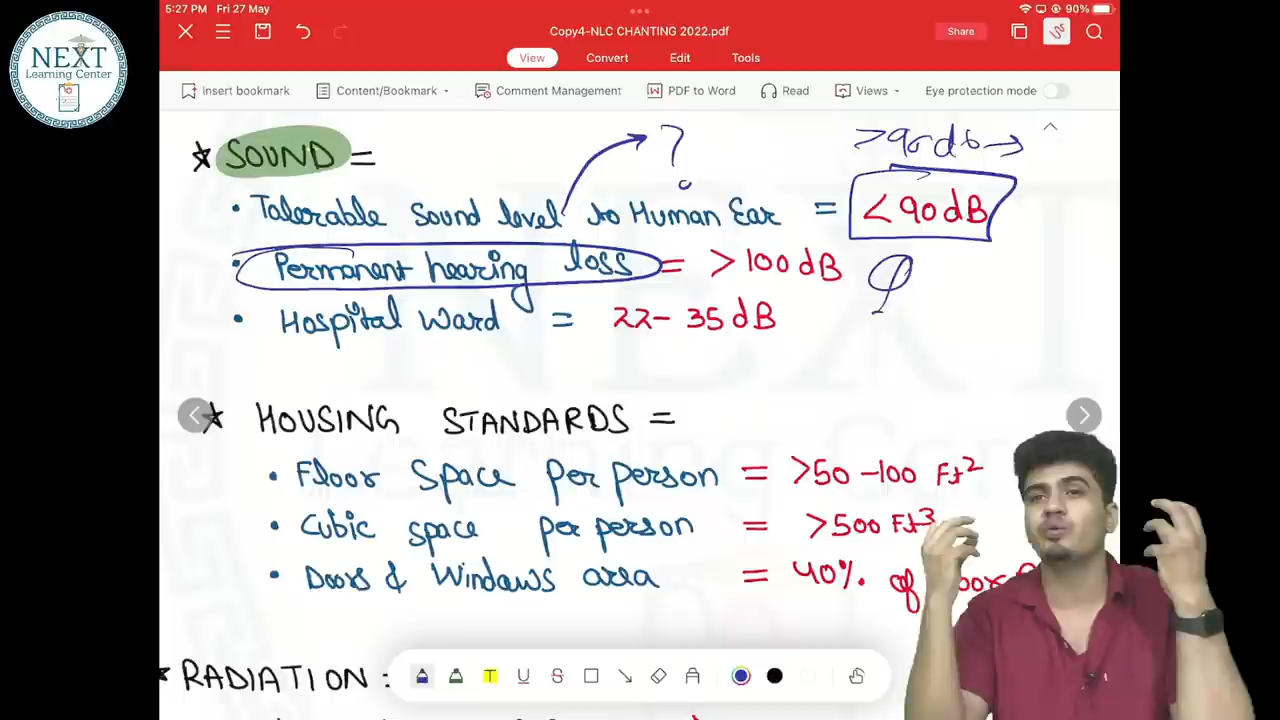 5:27 PM Fri 27 May
90%
Copy4-NLC CHANTING 2022.pdf
Share
View Convert Edit Tools
Insert bookmark Content/Bookmark Comment Management PDF to Word Read Views Eye protection mode
NEXT
Learning Center
?
>90db→
★ SOUND =
• Talerable Sound level to Human Ear = <90dB
• Permanant hearing loss = >100dB
• Hospital Ward = 22-35dB
★ HOUSING STANDARDS =
• Floor Space Per person = >50-100 Ft²
• Cubic space per person = >500 Ft³
• Doors & Windows area = 40% of
★ RADIATION:
T
U
S
A